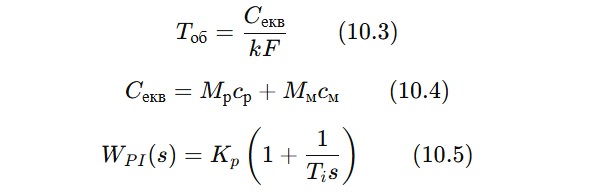 T_об = C_екв / kF (10.3)
C_екв = M_р c_р + M_м c_м (10.4)
W_PI(s) = K_p (1 + 1 / T_i s) (10.5)